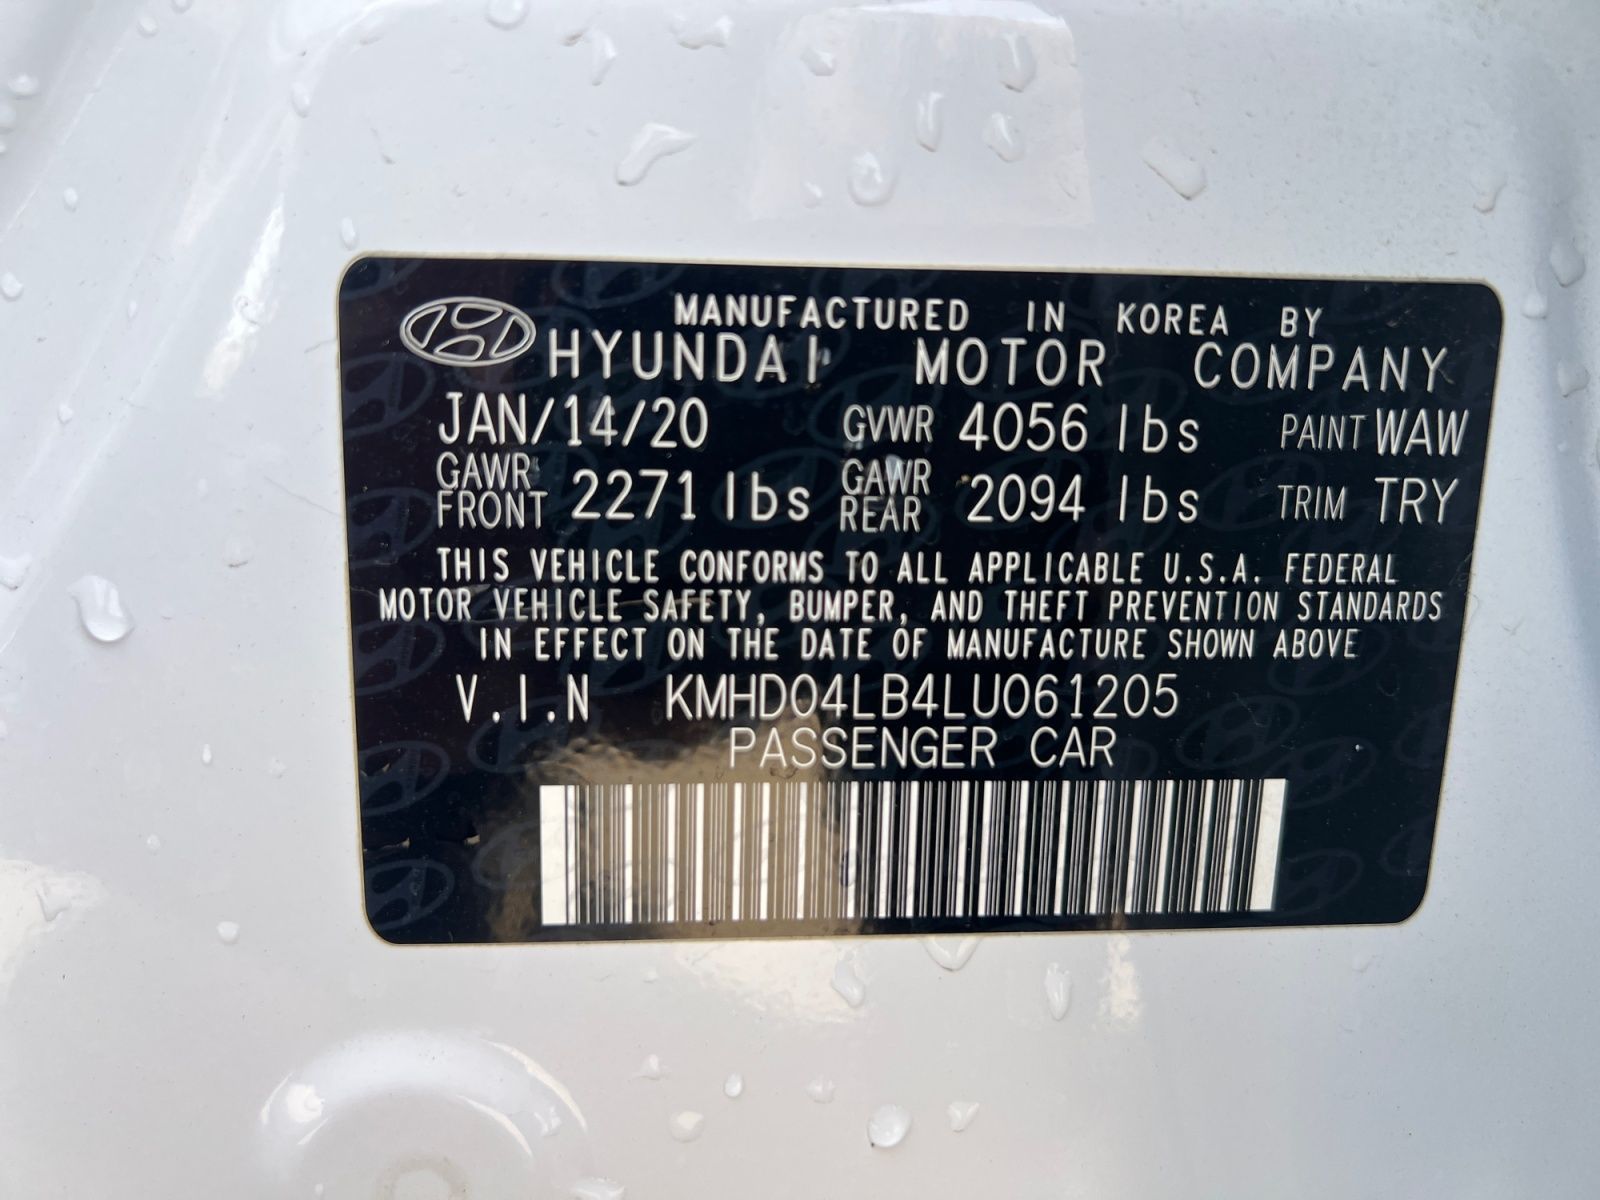 MANUFACTURED IN KOREA BY
HYUNDAI MOTOR COMPANY
JAN/14/20 GVWR 4056 lbs PAINT WAW
GAWR FRONT 2271 lbs GAWR REAR 2094 lbs TRIM TRY
THIS VEHICLE CONFORMS TO ALL APPLICABLE U.S.A. FEDERAL
MOTOR VEHICLE SAFETY, BUMPER, AND THEFT PREVENTION STANDARDS
IN EFFECT ON THE DATE OF MANUFACTURE SHOWN ABOVE
V.I.N KMHD04LB4LU061205
PASSENGER CAR